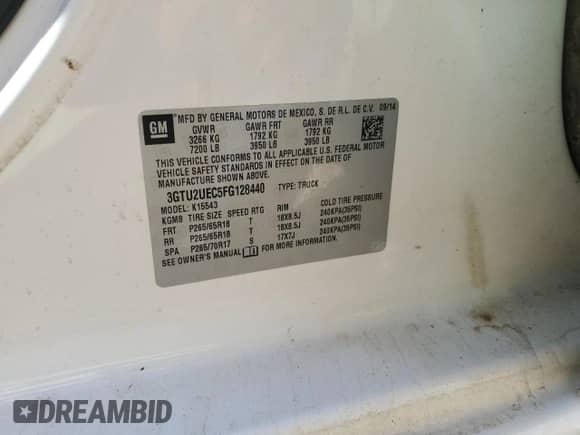 GM
MFD BY GENERAL MOTORS DE MEXICO, S. DE R.L. DE C.V. 09/14
GVWR GAWR FRT GAWR RR
3266 KG 1792 KG 1792 KG
7200 LB 3950 LB 3950 LB
THIS VEHICLE CONFORMS TO ALL APPLICABLE U.S. FEDERAL MOTOR
VEHICLE SAFETY STANDARDS IN EFFECT ON THE DATE OF
MANUFACTURE SHOWN ABOVE.
3GTU2UEC5FG128440 TYPE: TRUCK
MODEL: K15543
KGM9 TIRE SIZE SPEED RTG RIM COLD TIRE PRESSURE
FRT P265/65R18 T 18X8.5J 240KPA(35PSI)
RR P265/65R18 T 18X8.5J 240KPA(35PSI)
SPA P265/70R17 S 17X7J 240KPA(35PSI)
SEE OWNER'S MANUAL FOR MORE INFORMATION.
DREAMBID